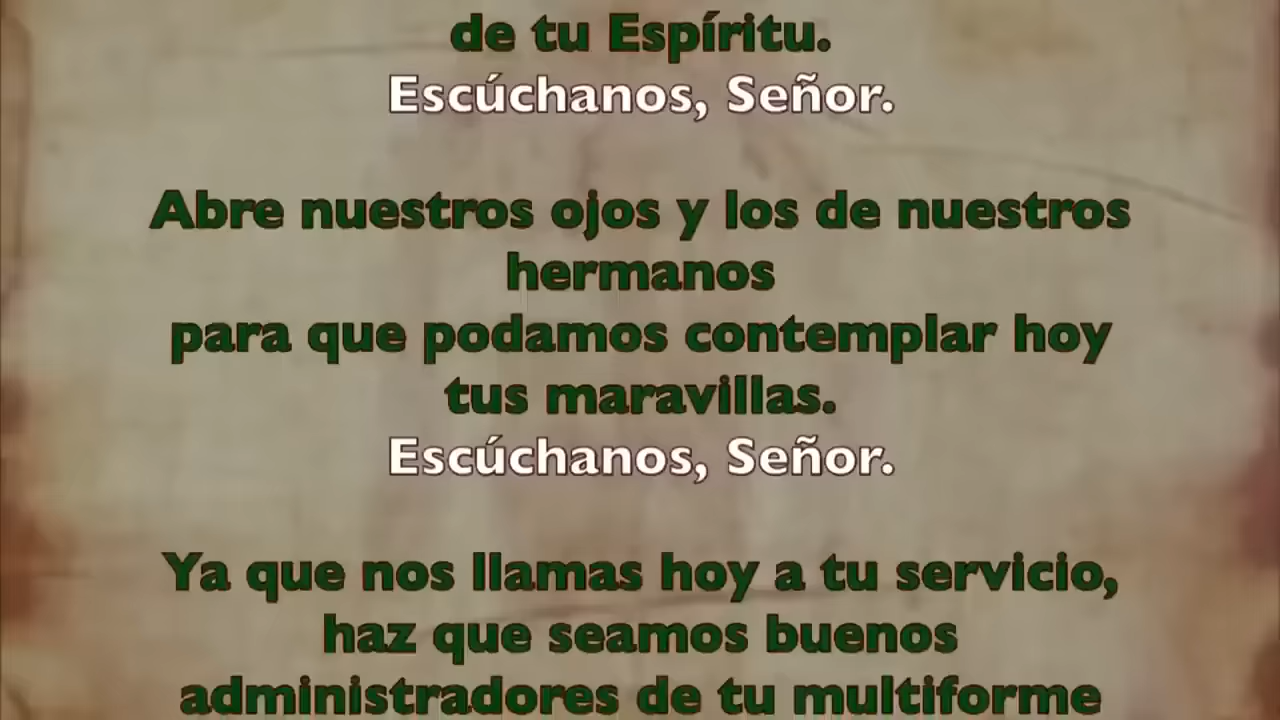 de tu Espíritu.
Escúchanos, Señor.
Abre nuestros ojos y los de nuestros
hermanos
para que podamos contemplar hoy
tus maravillas.
Escúchanos, Señor.
Ya que nos llamas hoy a tu servicio,
haz que seamos buenos
administradores de tu multiforme